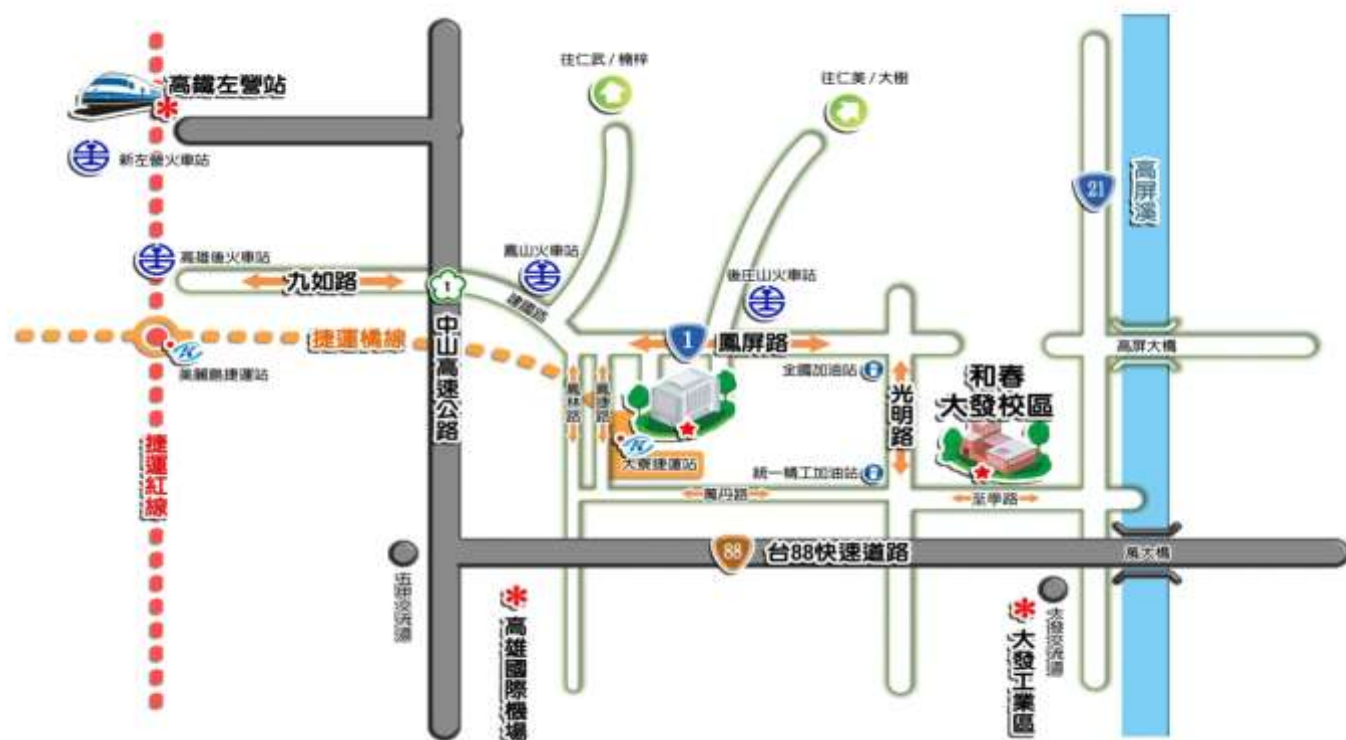 往仁武/楠梓
往仁美/大樹
高鐵左營站
新左營火車站
21
高屏溪
高雄後火車站
鳳山火車站
後庄山火車站
九如路
1
建國路
中山高速公路
捷運橘線
1
鳳屏路
高屏大橋
美麗島捷運站
全國加油站
和春
大發校區
鳳林路
鳳捷路
光明路
捷運紅線
大寮捷運站
統一精工加油站
萬丹路
至學路
88
台88快速道路
萬大橋
五甲交流道
高雄國際機場
大發工業區
大發交流道